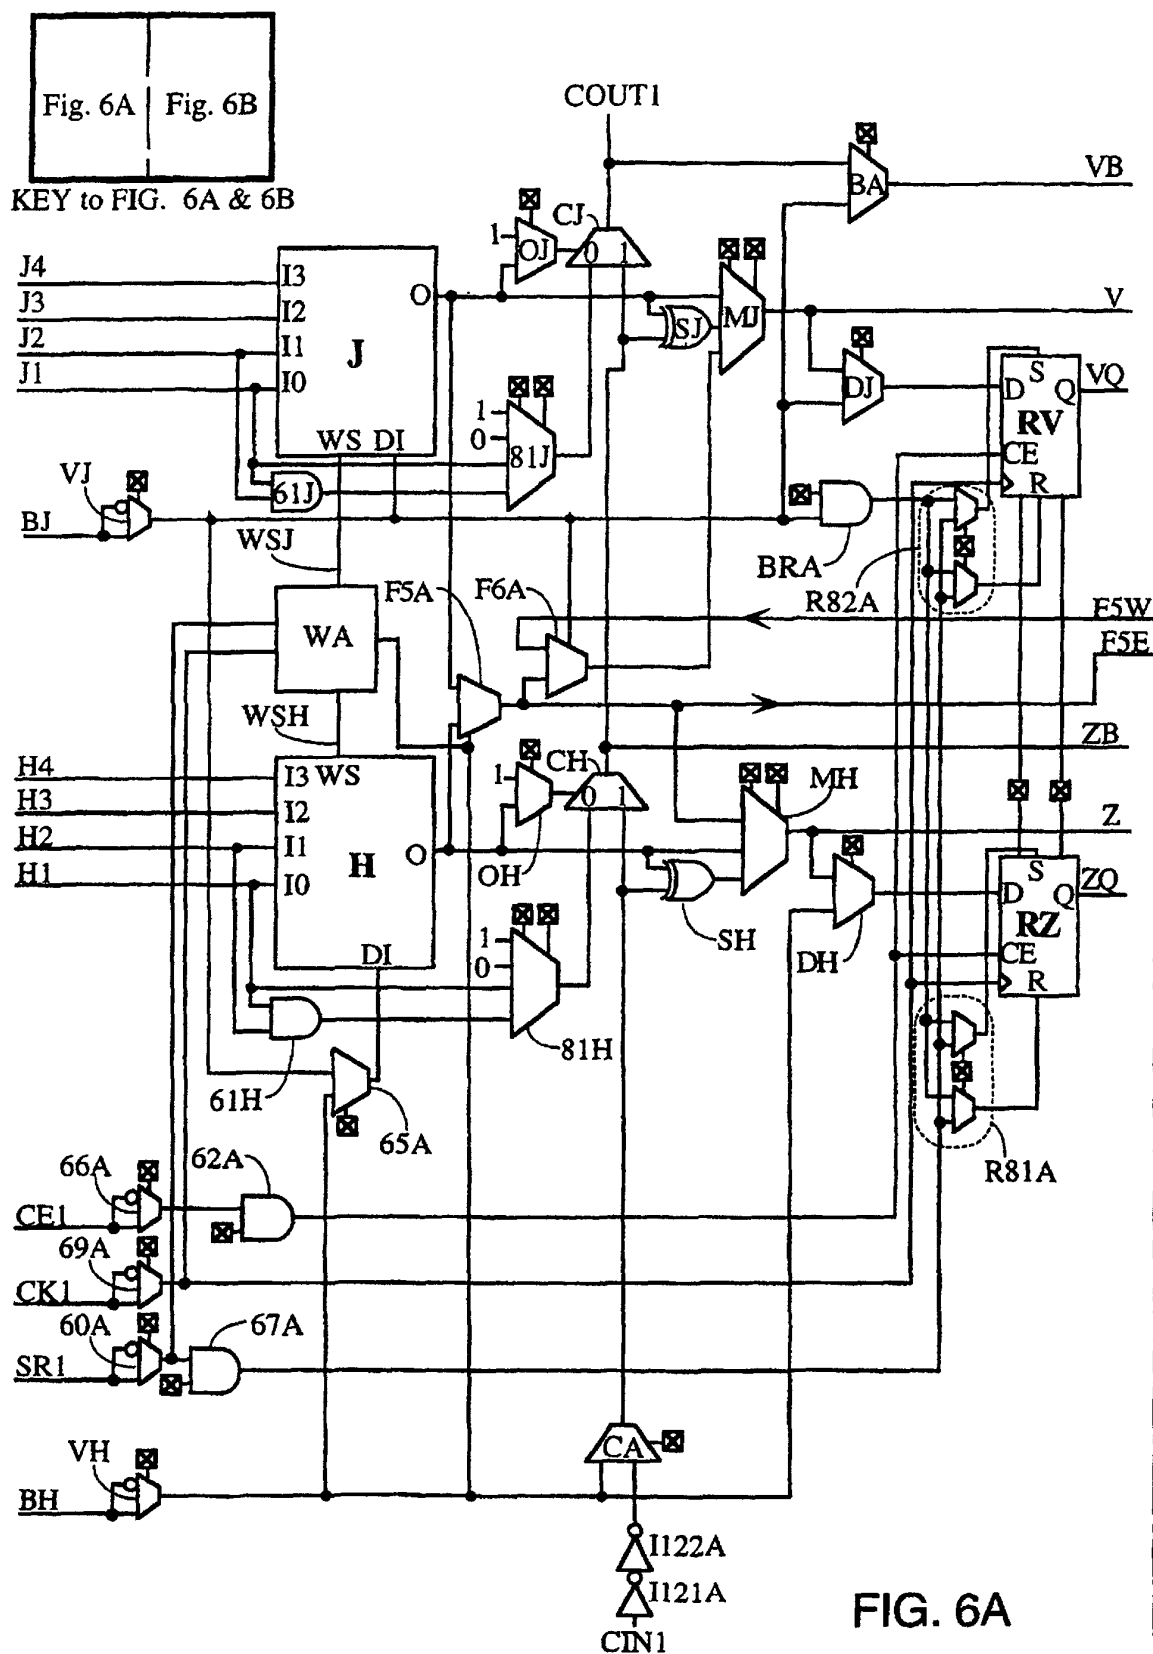 Fig. 6A Fig. 6B
KEY to FIG. 6A & 6B
COUT1
BA VB
1 OJ CJ 0 1
J4 I3 O
J3 I2 SJ MJ V
J2 I1 J
J1 I0
DJ
D S Q VQ
RV
CE
R
WS DI
1
0
81J
61J
VJ
BJ
WSJ
BRA
R82A
F5A F6A
F5W
F5E
WA
WSH
ZB
H4 I3 WS
H3 I2
H2 I1 H O
H1 I0
1 CH 0 1
OH
MH
Z
D S Q ZQ
RZ
CE
R
SH
DH
DI
1
0
81H
61H
65A
R81A
66A 62A
CE1
69A
CK1
60A 67A
SR1
VH
BH
CA
I122A
I121A
CIN1
FIG. 6A